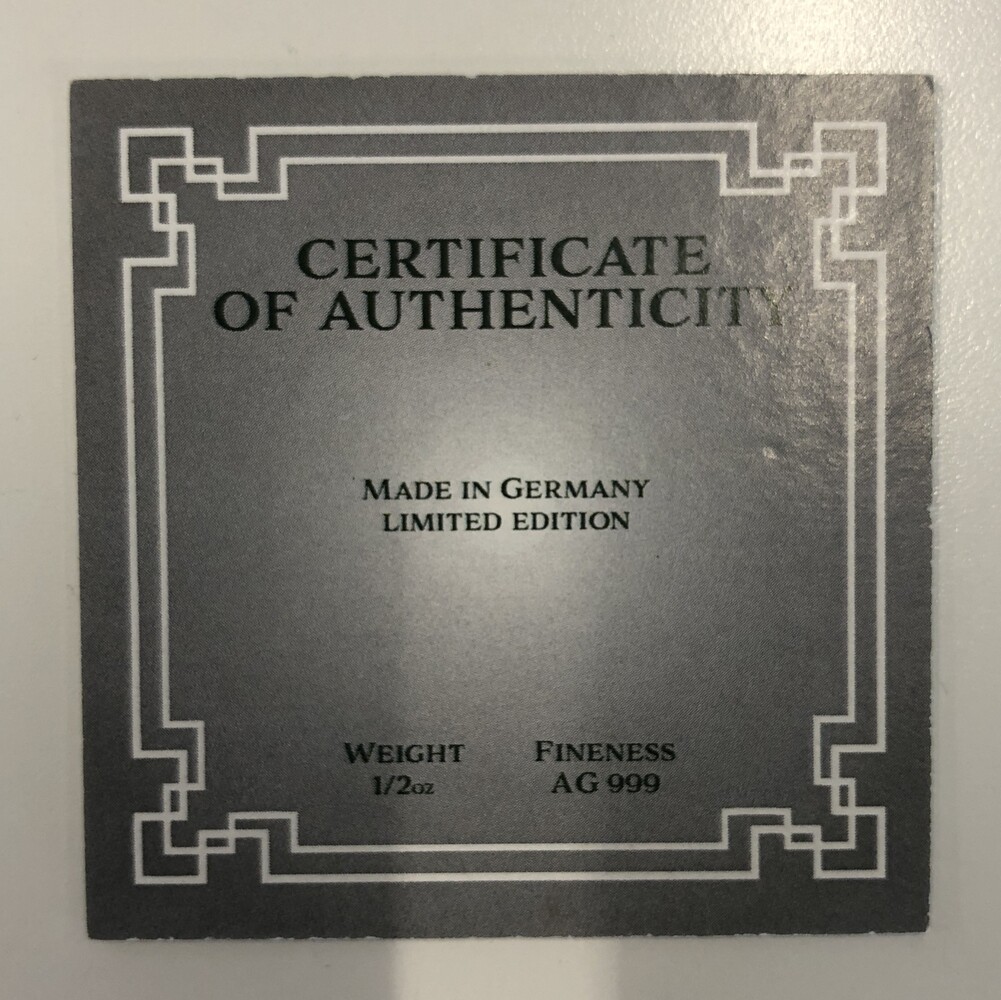 CERTIFICATE
OF AUTHENTICITY
MADE IN GERMANY
LIMITED EDITION
WEIGHT FINENESS
1/2oz AG 999